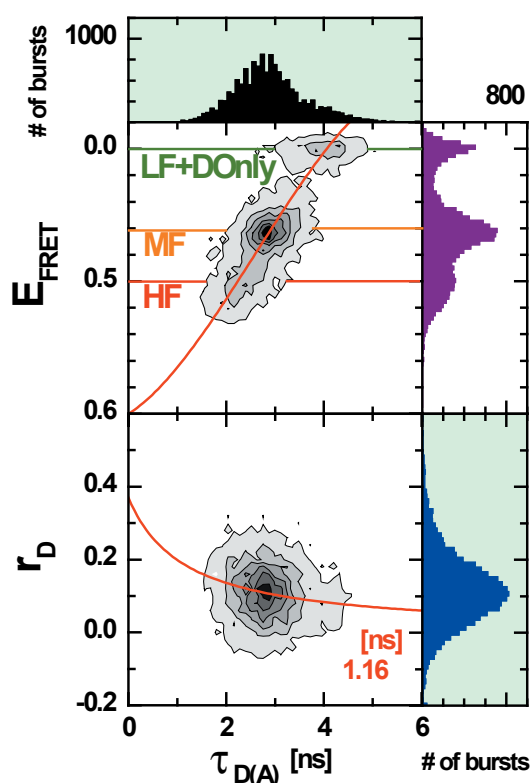 # of bursts
1000
800
0.0
LF+DOnly
MF
HF
0.5
0.6
E FRET
0.4
0.2
0.0
-0.2
r D
[ns]
1.16
0
2
4
6
τ D(A) [ns]
# of bursts